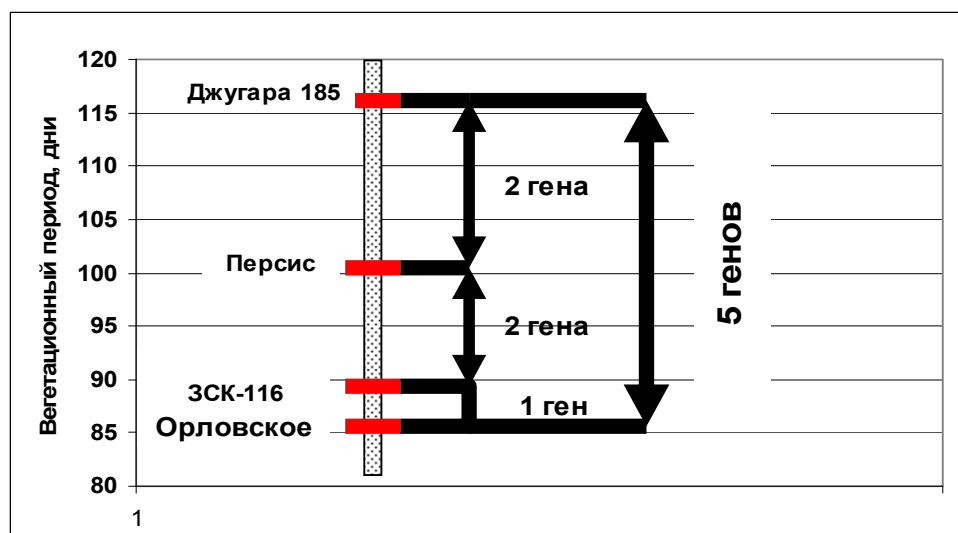 Вегетационный период, дни
120
115
110
105
100
95
90
85
80
1
Джугара 185
Персис
ЗСК-116
Орловское
2 гена
2 гена
1 ген
5 генов